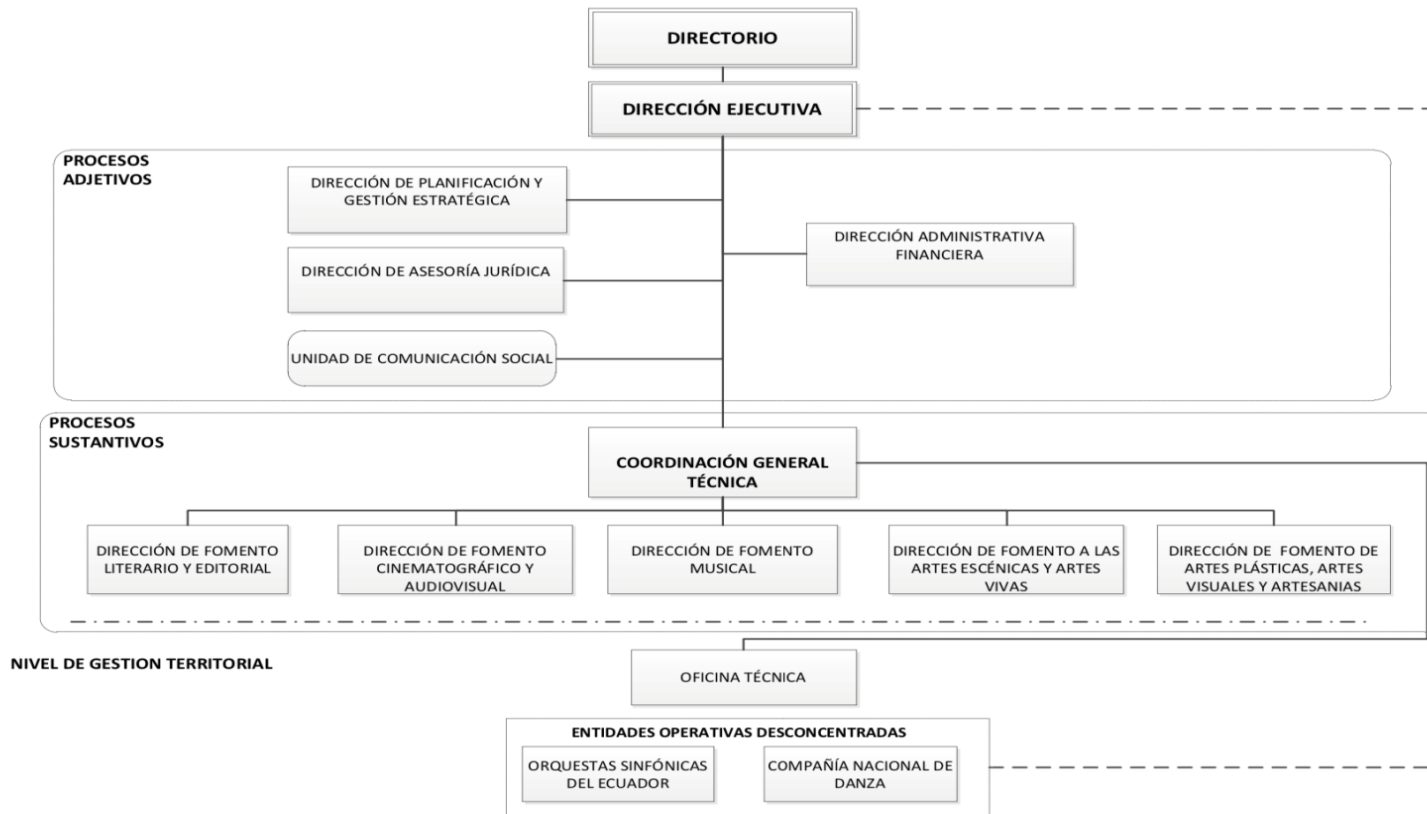 DIRECTORIO
DIRECCIÓN EJECUTIVA
PROCESOS
ADJETIVOS
DIRECCIÓN DE PLANIFICACIÓN Y
GESTIÓN ESTRATÉGICA
DIRECCIÓN ADMINISTRATIVA
FINANCIERA
DIRECCIÓN DE ASESORÍA JURÍDICA
UNIDAD DE COMUNICACIÓN SOCIAL
PROCESOS
SUSTANTIVOS
COORDINACIÓN GENERAL
TÉCNICA
DIRECCIÓN DE FOMENTO
LITERARIO Y EDITORIAL
DIRECCIÓN DE FOMENTO
CINEMATOGRÁFICO Y
AUDIOVISUAL
DIRECCIÓN DE FOMENTO
MUSICAL
DIRECCIÓN DE FOMENTO A LAS
ARTES ESCÉNICAS Y ARTES
VIVAS
DIRECCIÓN DE FOMENTO DE
ARTES PLÁSTICAS, ARTES
VISUALES Y ARTESANIAS
NIVEL DE GESTION TERRITORIAL
OFICINA TÉCNICA
ENTIDADES OPERATIVAS DESCONCENTRADAS
ORQUESTAS SINFÓNICAS
DEL ECUADOR
COMPAÑÍA NACIONAL DE
DANZA